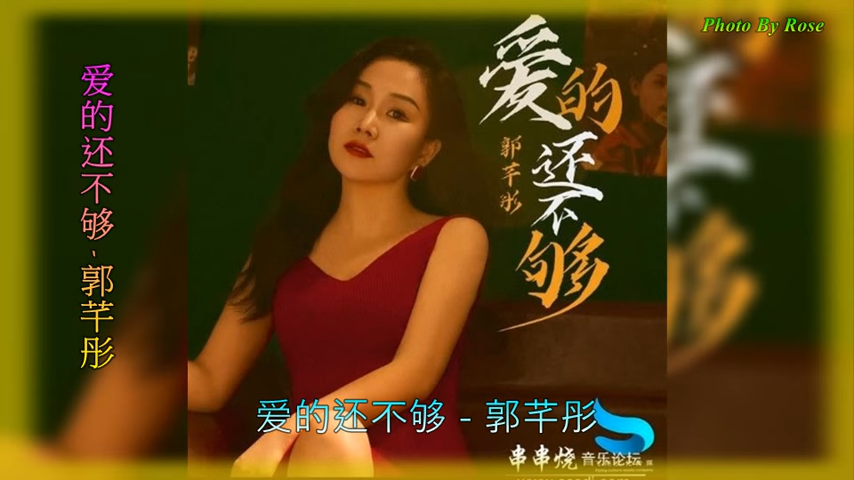 Photo By Rose
爱的还不够-郭芊彤
爱的
还不
够
郭芊彤
爱的还不够 - 郭芊彤
串串烧 音乐论坛